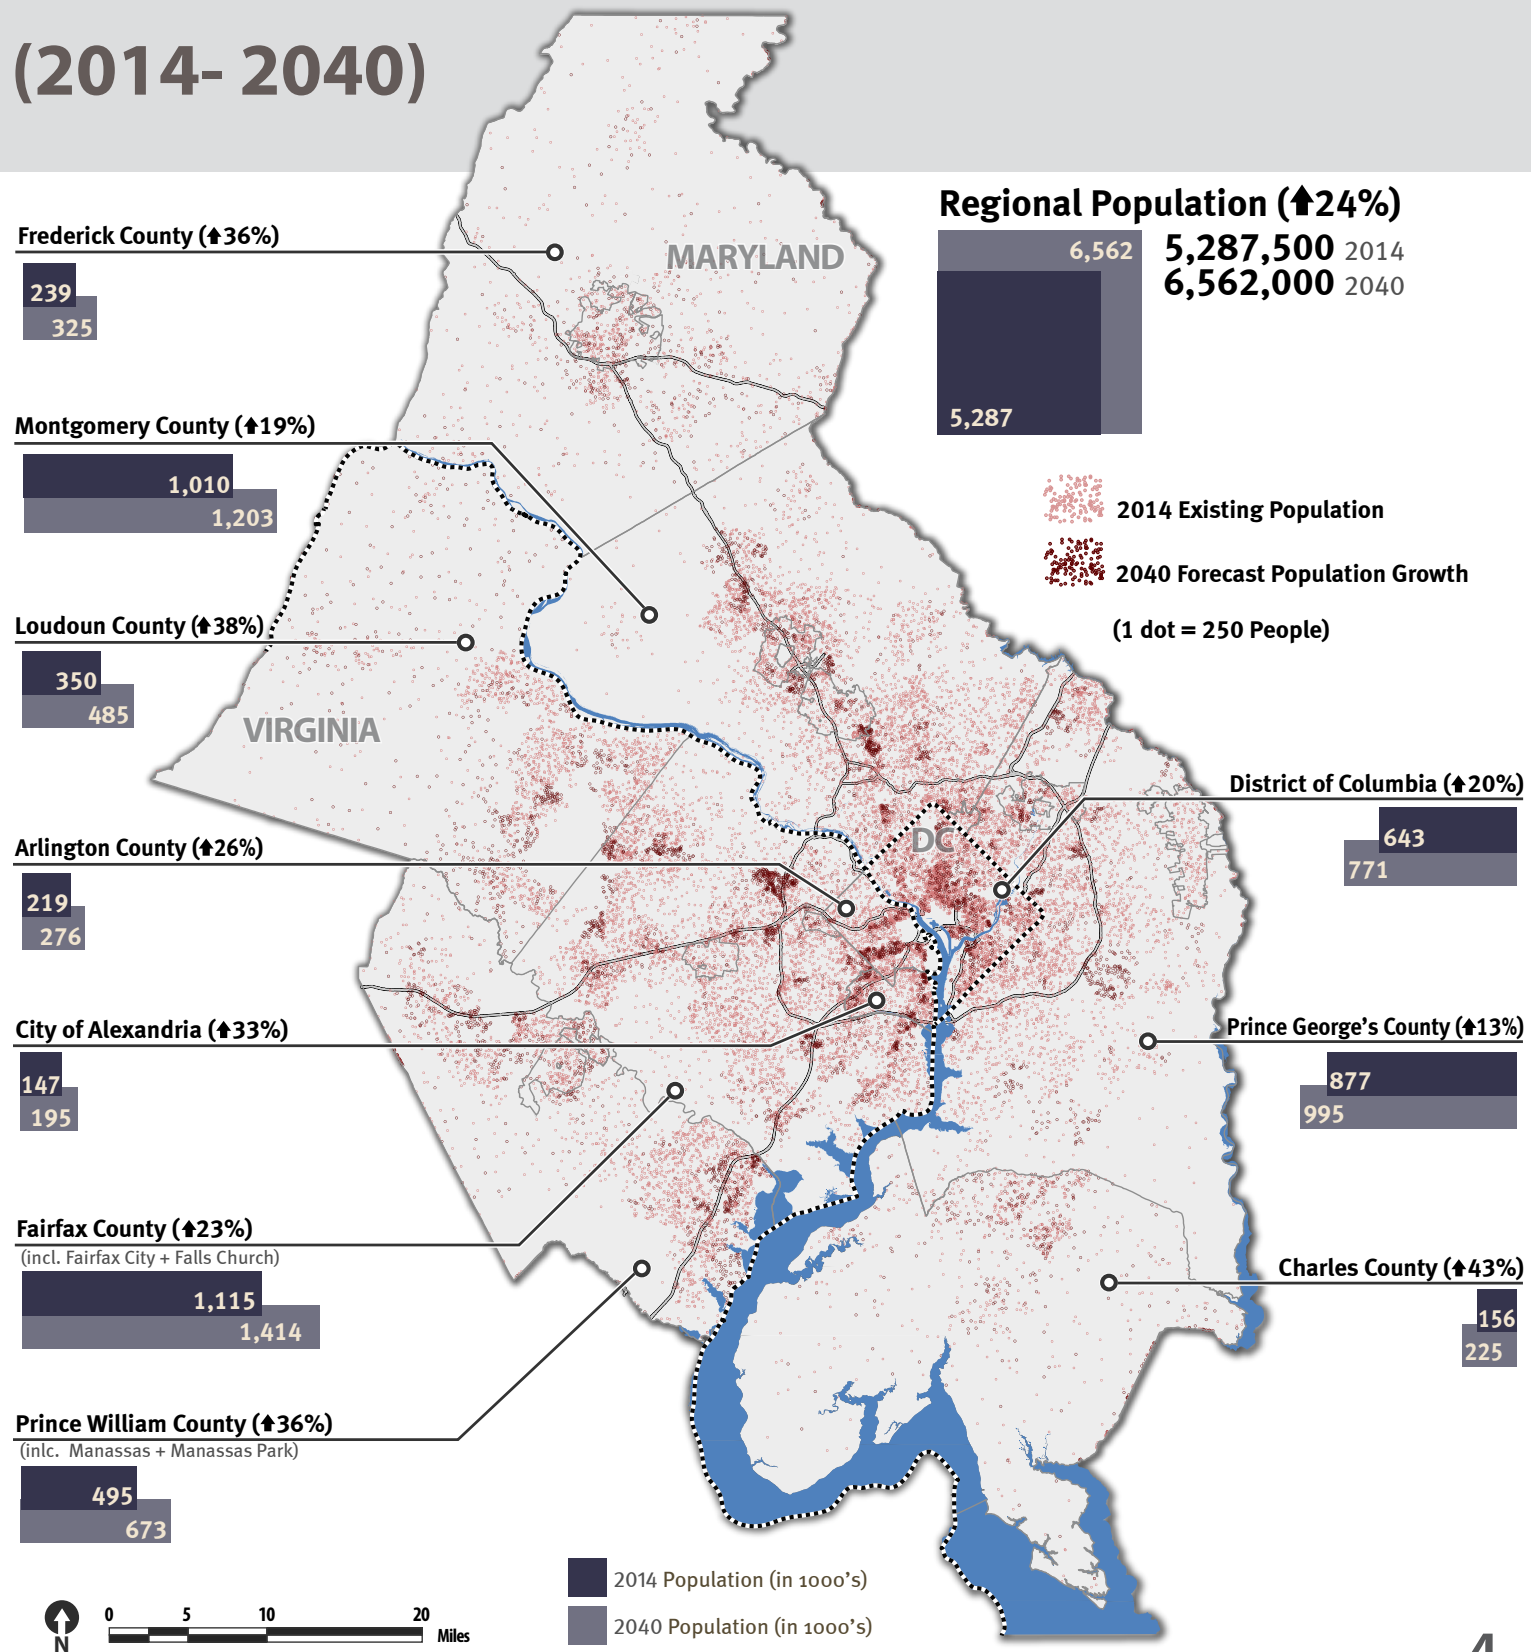 (2014- 2040)
Regional Population (⬆24%)
6,562
5,287,500 2014
6,562,000 2040
5,287
2014 Existing Population
2040 Forecast Population Growth
(1 dot = 250 People)
MARYLAND
VIRGINIA
DC
Frederick County (⬆36%)
239
325
Montgomery County (⬆19%)
1,010
1,203
Loudoun County (⬆38%)
350
485
Arlington County (⬆26%)
219
276
City of Alexandria (⬆33%)
147
195
Fairfax County (⬆23%)
(incl. Fairfax City + Falls Church)
1,115
1,414
Prince William County (⬆36%)
(inlc. Manassas + Manassas Park)
495
673
District of Columbia (⬆20%)
643
771
Prince George's County (⬆13%)
877
995
Charles County (⬆43%)
156
225
2014 Population (in 1000's)
2040 Population (in 1000's)
N
0 5 10 20
Miles
4